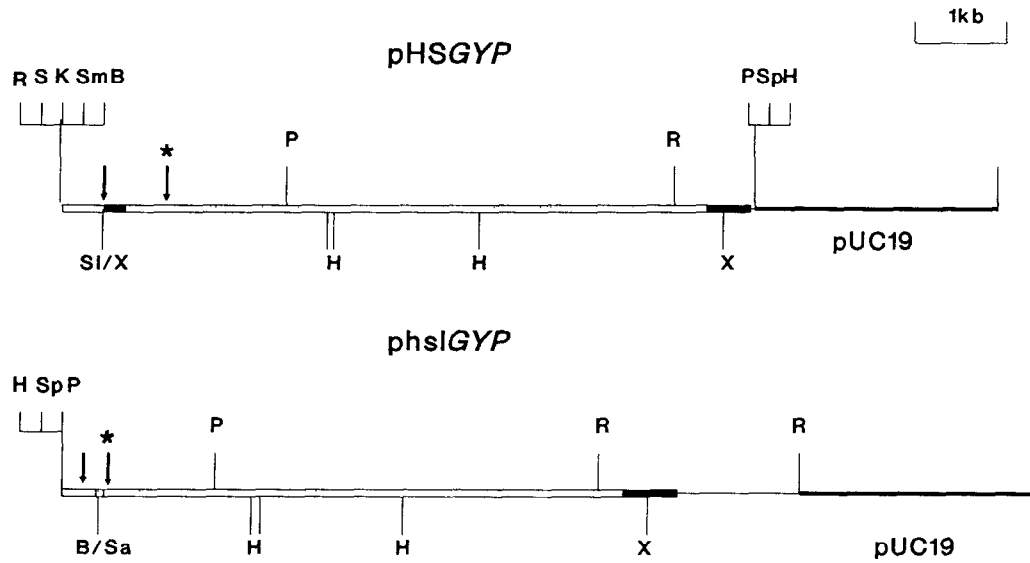 1kb
pHSGYP
R S K SmB
PSpH
* P R
pUC19
SI/X H H X
phslGYP
H SpP
* P R R
B/Sa H H X pUC19